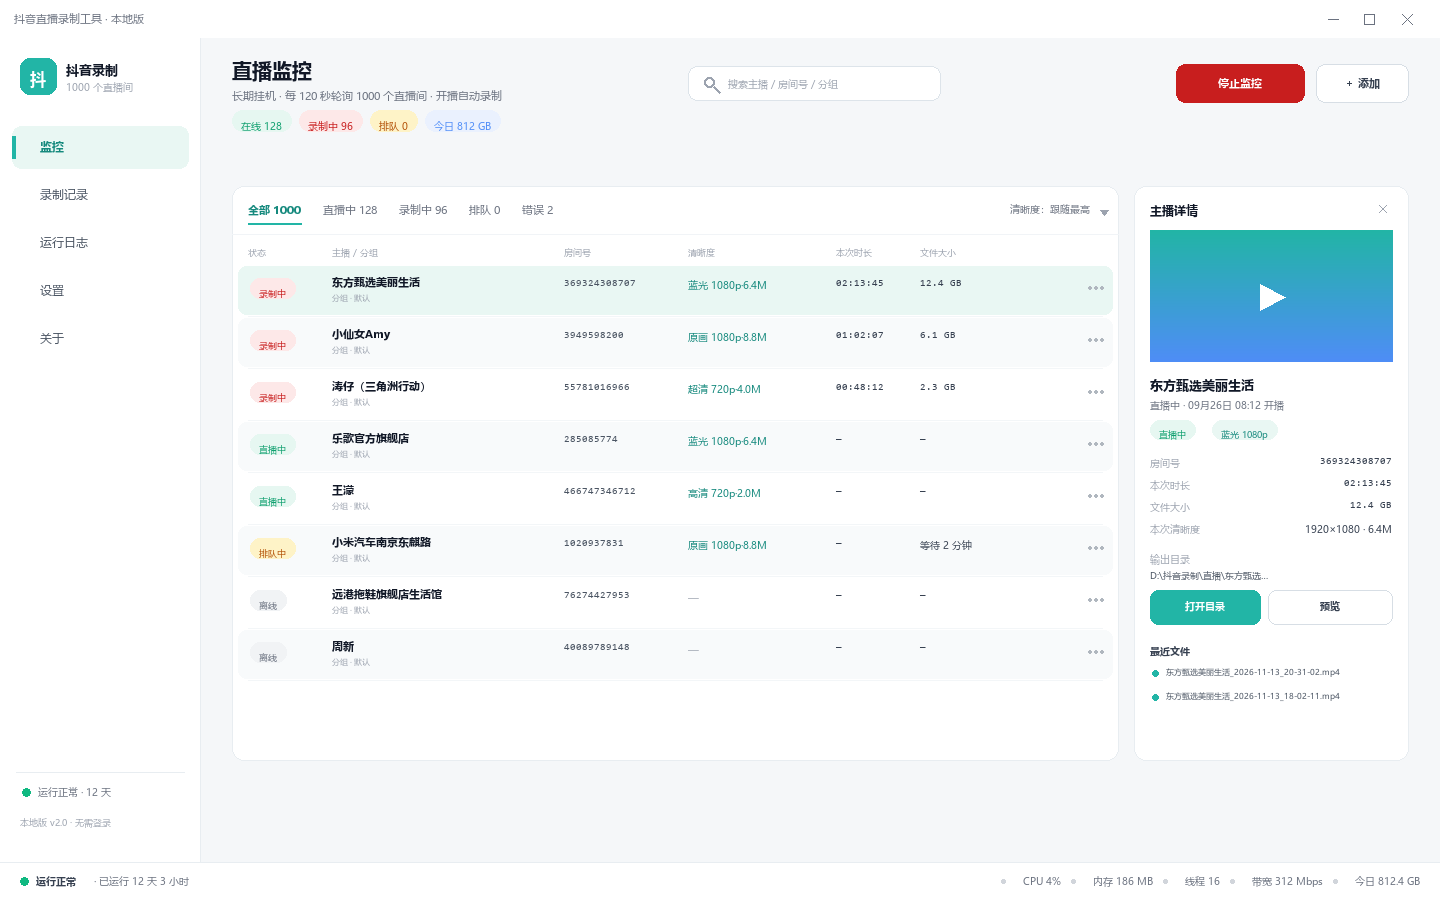 抖音直播录制工具 · 本地版
抖
抖音录制
1000 个直播间
监控
录制记录
运行日志
设置
关于
运行正常 · 12 天
本地版 v2.0 · 无需登录
直播监控
长期挂机 · 每 120 秒轮询 1000 个直播间 · 开播自动录制
在线 128 录制中 96 排队 0 今日 812 GB
搜索主播 / 房间号 / 分组
停止监控
+ 添加
全部 1000 直播中 128 录制中 96 排队 0 错误 2
清晰度：跟随最高
状态 主播 / 分组 房间号 清晰度 本次时长 文件大小
录制中 东方甄选美丽生活 369324308707 蓝光 1080p·6.4M 02:13:45 12.4 GB
分组 · 默认
录制中 小仙女Amy 3949598200 原画 1080p·8.8M 01:02:07 6.1 GB
分组 · 默认
录制中 涛仔（三角洲行动） 55781016966 超清 720p·4.0M 00:48:12 2.3 GB
分组 · 默认
直播中 乐歌官方旗舰店 285085774 蓝光 1080p·6.4M – –
分组 · 默认
直播中 王濛 466747346712 高清 720p·2.0M – –
分组 · 默认
排队中 小米汽车南京东麒路 1020937831 原画 1080p·8.8M – 等待 2 分钟
分组 · 默认
离线 远港拖鞋旗舰店生活馆 76274427953 — – –
分组 · 默认
离线 周新 40089789148 — – –
分组 · 默认
主播详情
东方甄选美丽生活
直播中 · 09月26日 08:12 开播
直播中 蓝光 1080p
房间号 369324308707
本次时长 02:13:45
文件大小 12.4 GB
本次清晰度 1920×1080 · 6.4M
输出目录
D:\抖音录制\直播\东方甄选...
打开目录 预览
最近文件
东方甄选美丽生活_2026-11-13_20-31-02.mp4
东方甄选美丽生活_2026-11-13_18-02-11.mp4
运行正常 · 已运行 12 天 3 小时
CPU 4% 内存 186 MB 线程 16 带宽 312 Mbps 今日 812.4 GB